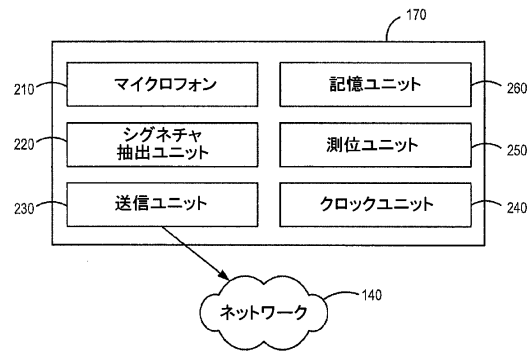 170
210
マイクロフォン
記憶ユニット
260
220
シグネチャ
抽出ユニット
測位ユニット
250
230
送信ユニット
クロックユニット
240
ネットワーク
140